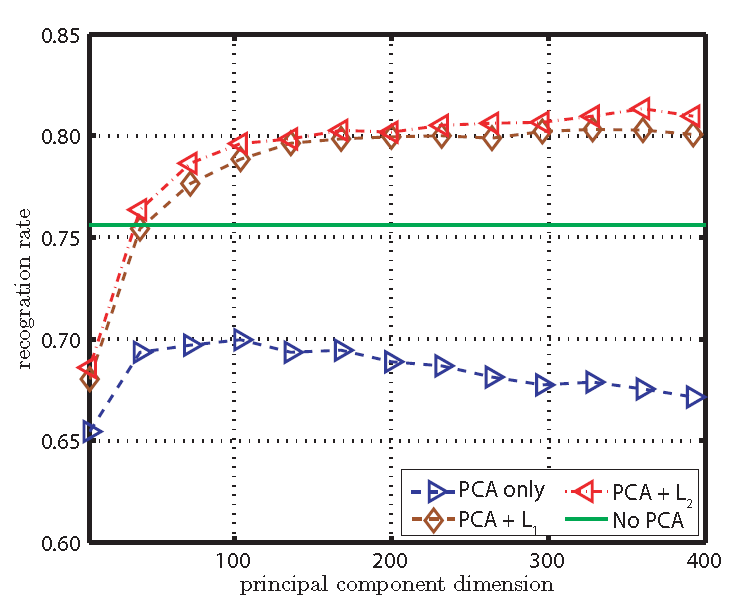 0.85
0.80
0.75
0.70
0.65
0.60
recogration rate
PCA only
PCA + L₂
PCA + L₁
No PCA
100 200 300 400
principal component dimension